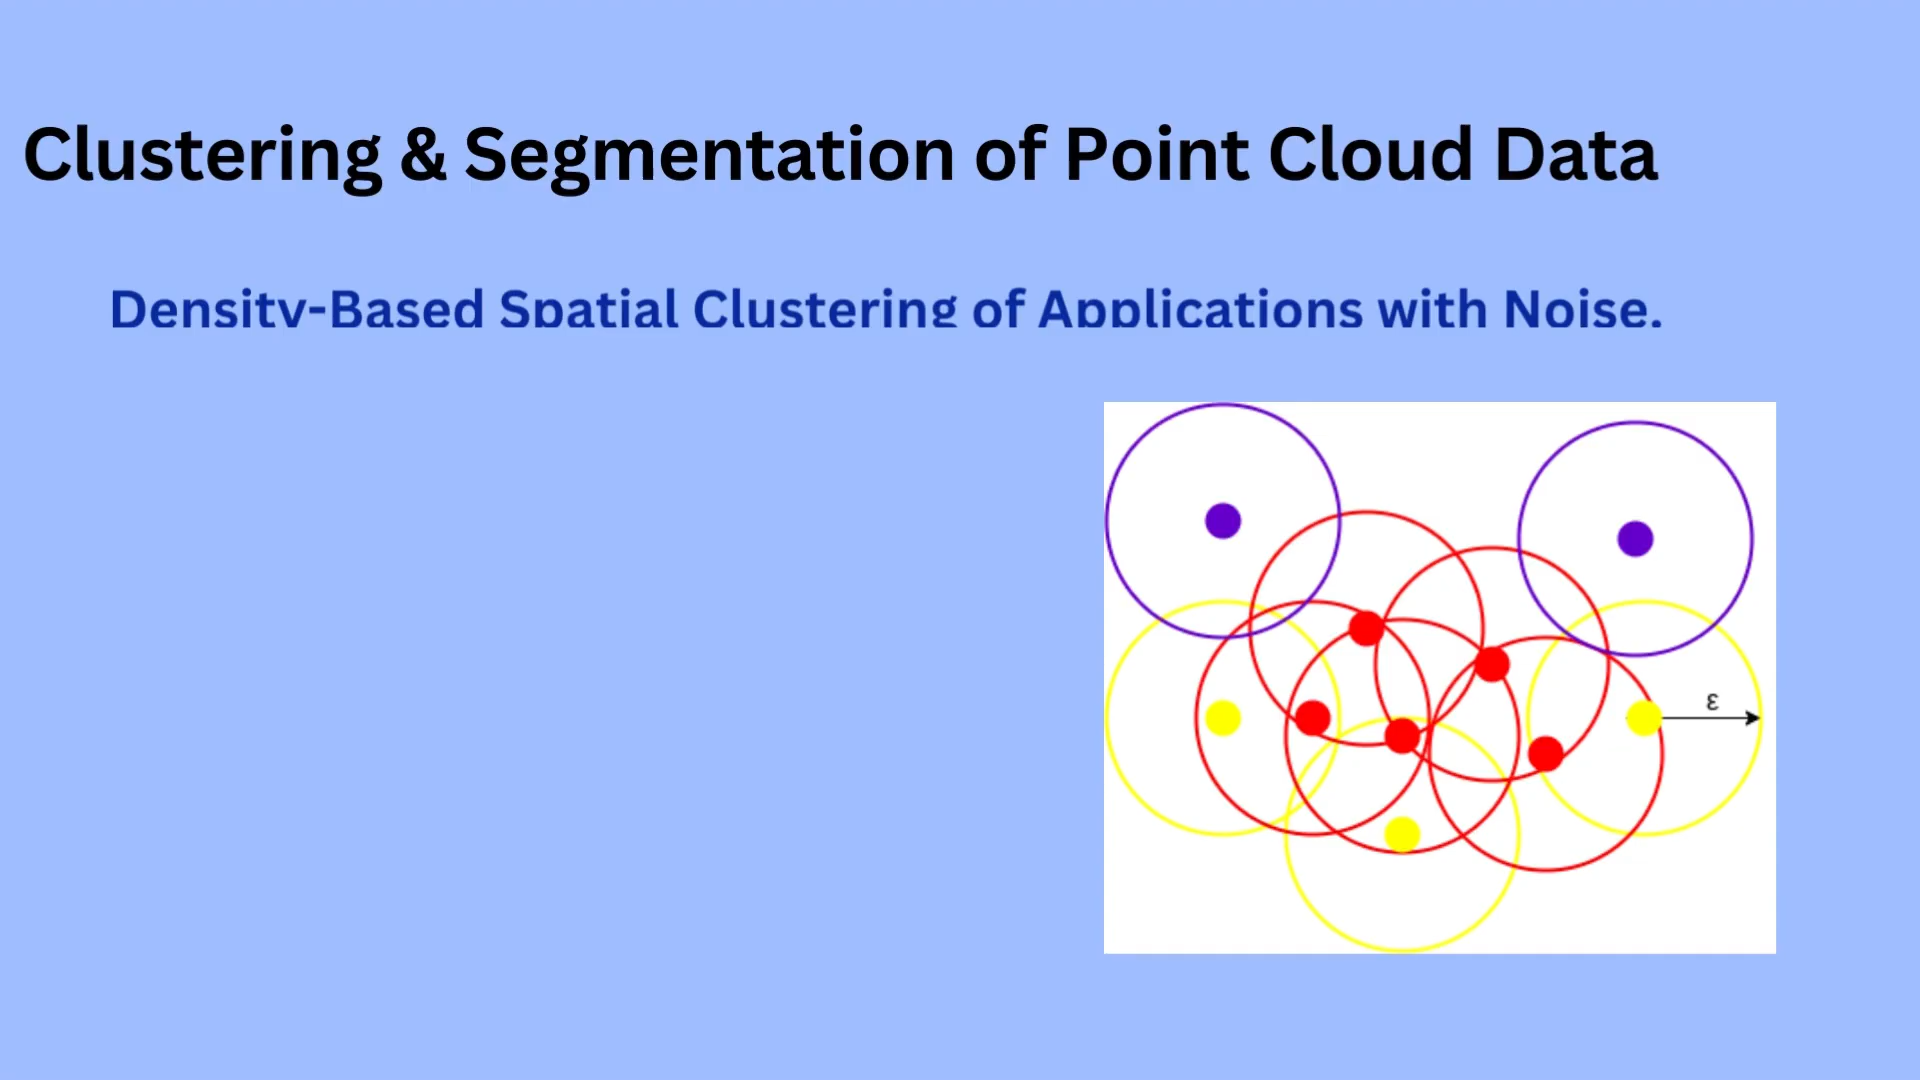 Clustering & Segmentation of Point Cloud Data
Density-Based Spatial Clustering of Applications with Noise.
ε